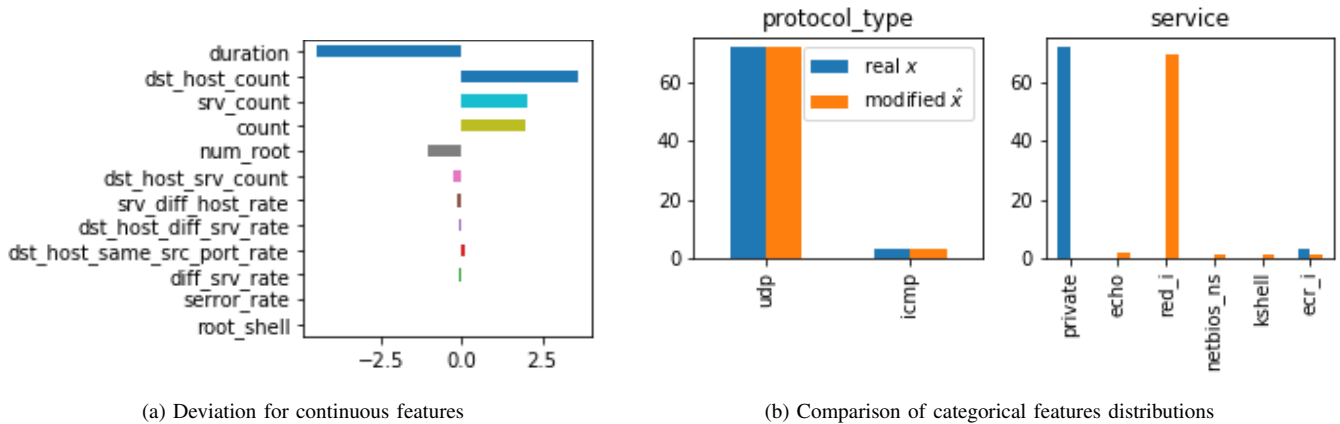 duration
dst_host_count
srv_count
count
num_root
dst_host_srv_count
srv_diff_host_rate
dst_host_diff_srv_rate
dst_host_same_src_port_rate
diff_srv_rate
serror_rate
root_shell
−2.5 0.0 2.5
(a) Deviation for continuous features
protocol_type
real x
modified x̂
60
40
20
0
udp
icmp
service
60
40
20
0
private
echo
red_i
netbios_ns
kshell
ecr_i
(b) Comparison of categorical features distributions